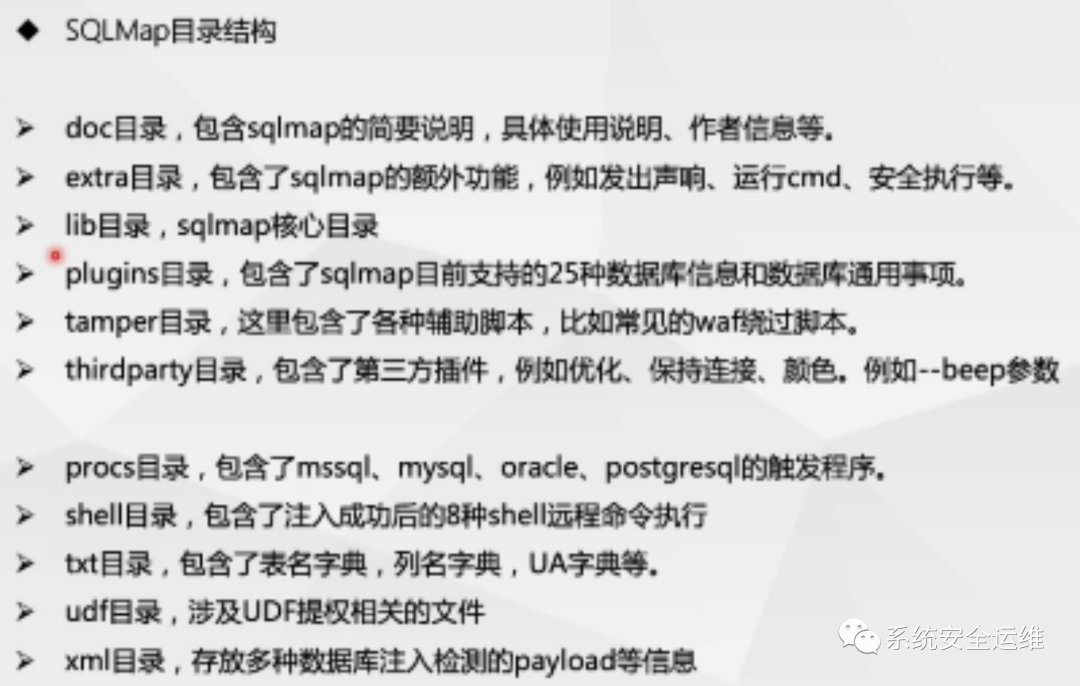 ◆ SQLMap目录结构
➢ doc目录，包含sqlmap的简要说明，具体使用说明、作者信息等。
➢ extra目录，包含了sqlmap的额外功能，例如发出声响、运行cmd、安全执行等。
➢ lib目录，sqlmap核心目录
➢ plugins目录，包含了sqlmap目前支持的25种数据库信息和数据库通用事项。
➢ tamper目录，这里包含了各种辅助脚本，比如常见的waf绕过脚本。
➢ thirdparty目录，包含了第三方插件，例如优化、保持连接、颜色。例如--beep参数
➢ procs目录，包含了mssql、mysql、oracle、postgresql的触发程序。
➢ shell目录，包含了注入成功后的8种shell远程命令执行
➢ txt目录，包含了表名字典，列名字典，UA字典等。
➢ udf目录，涉及UDF提权相关的文件
➢ xml目录，存放多种数据库注入检测的payload等信息
系统安全运维